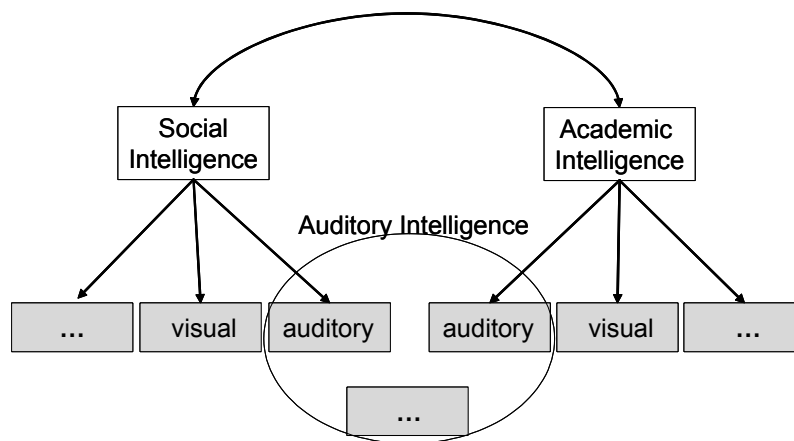 Social
Intelligence
Academic
Intelligence
Auditory Intelligence
...
visual
auditory
auditory
visual
...
...